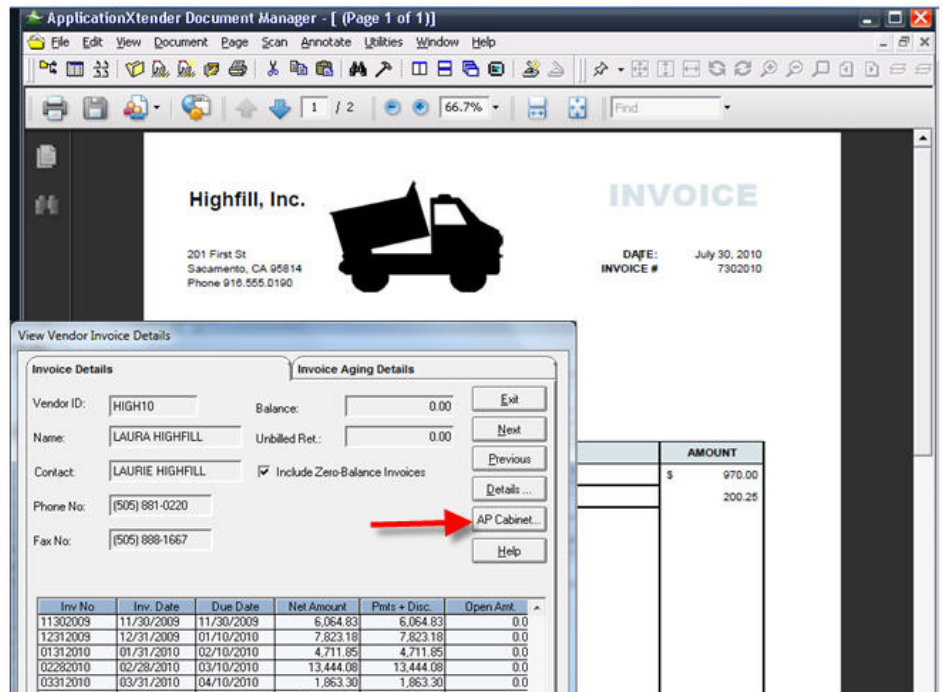 ApplicationXtender Document Manager - [ (Page 1 of 1)]
File Edit View Document Page Scan Annotate Utilities Window Help
1 / 2 66.7% Find
Highfill, Inc.
INVOICE
201 First St
Sacamento, CA 95814
Phone 916.555.0190
DATE: July 30, 2010
INVOICE # 7302010
View Vendor Invoice Details
Invoice Details Invoice Aging Details
Vendor ID: HIGH10 Balance: 0.00 Exit
Name: LAURA HIGHFILL Unbilled Ret.: 0.00 Next
Contact: LAURIE HIGHFILL Include Zero-Balance Invoices Previous
Phone No: (505) 881-0220 Details ...
Fax No: (505) 888-1667 AP Cabinet...
Help
AMOUNT
$ 970.00
200.25
Inv No Inv. Date Due Date Net Amount Pmts + Disc. Open Amt.
11302009 11/30/2009 11/30/2009 6,064.83 6,064.83 0.0
12312009 12/31/2009 01/10/2010 7,823.18 7,823.18 0.0
01312010 01/31/2010 02/10/2010 4,711.85 4,711.85 0.0
02282010 02/28/2010 03/10/2010 13,444.08 13,444.08 0.0
03312010 03/31/2010 04/10/2010 1,863.30 1,863.30 0.0